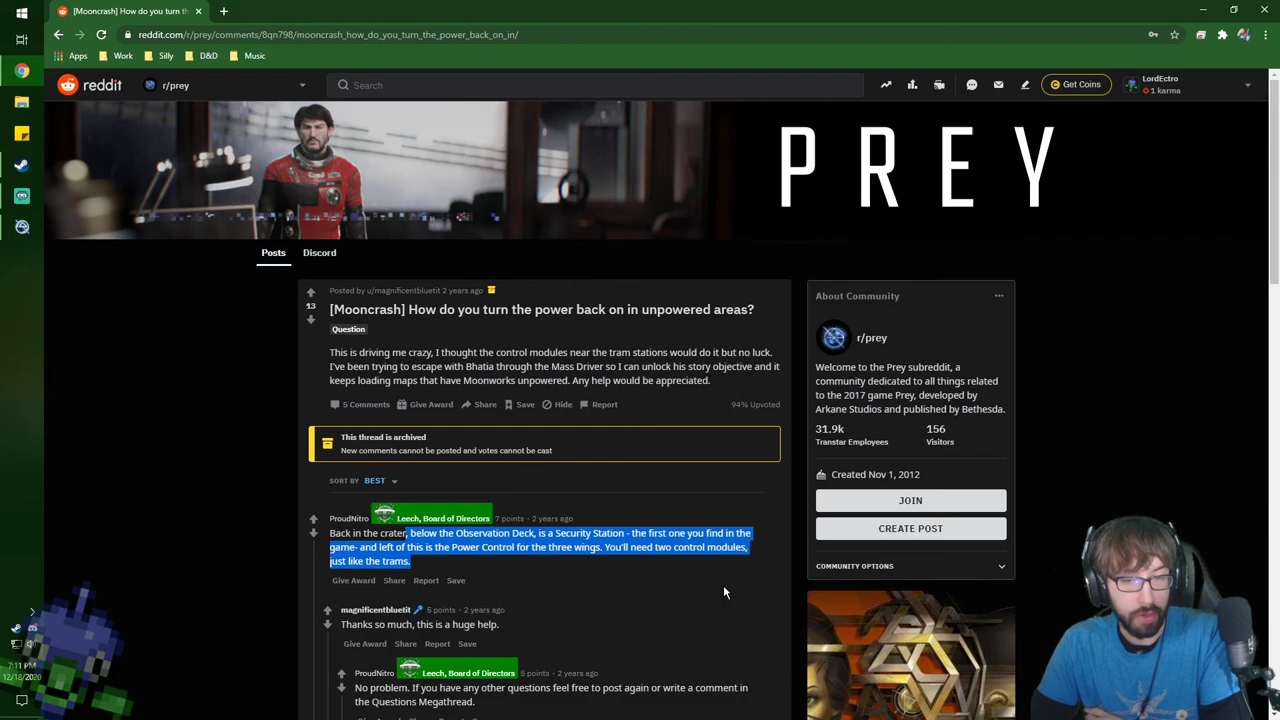 [Mooncrash] How do you turn th
reddit.com/r/prey/comments/8qn798/mooncrash_how_do_you_turn_the_power_back_on_in/
Apps Work Silly D&D Music
reddit r/prey Search Get Coins LordEctro
1 karma
PREY
Posts Discord
Posted by u/magnificentbluetit 2 years ago
13
[Mooncrash] How do you turn the power back on in unpowered areas?
Question
This is driving me crazy, I thought the control modules near the tram stations would do it but no luck.
I've been trying to escape with Bhatia through the Mass Driver so I can unlock his story objective and it
keeps loading maps that have Moonworks unpowered. Any help would be appreciated.
5 Comments Give Award Share Save Hide Report 94% Upvoted
This thread is archived
New comments cannot be posted and votes cannot be cast
SORT BY BEST
ProudNitro Leech, Board of Directors 7 points · 2 years ago
Back in the crater, below the Observation Deck, is a Security Station - the first one you find in the
game- and left of this is the Power Control for the three wings. You'll need two control modules,
just like the trams.
Give Award Share Report Save
magnificentbluetit 5 points · 2 years ago
Thanks so much, this is a huge help.
Give Award Share Report Save
ProudNitro Leech, Board of Directors 5 points · 2 years ago
No problem. If you have any other questions feel free to post again or write a comment in
the Questions Megathread.
About Community
r/prey
Welcome to the Prey subreddit, a
community dedicated to all things related
to the 2017 game Prey, developed by
Arkane Studios and published by Bethesda.
31.9k 156
Transtar Employees Visitors
Created Nov 1, 2012
JOIN
CREATE POST
COMMUNITY OPTIONS
7:11 PM
12/18/2020